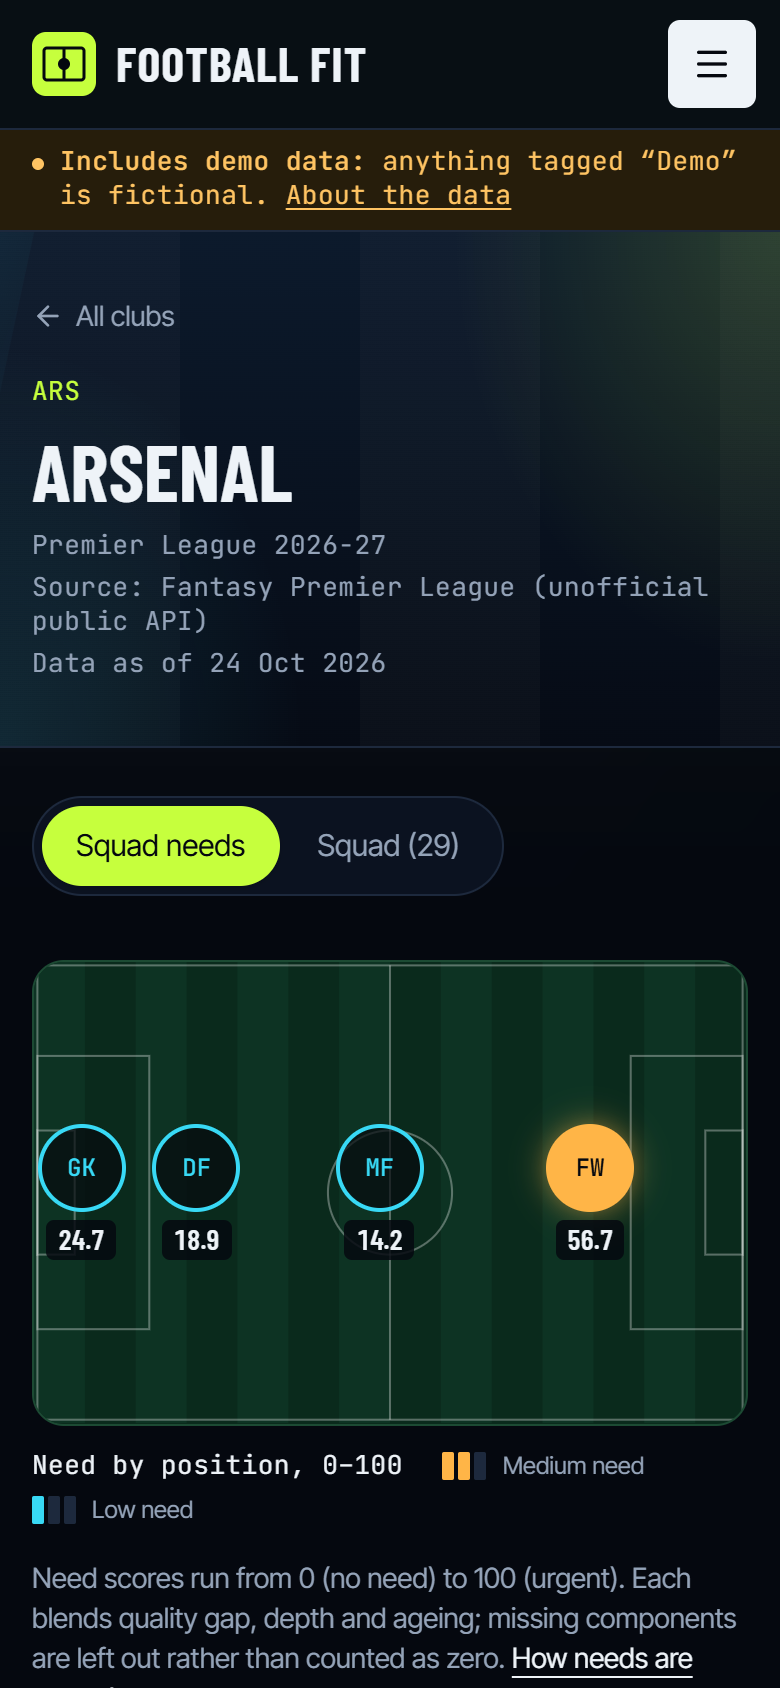 FOOTBALL FIT
Includes demo data: anything tagged “Demo”
is fictional. About the data
All clubs
ARS
ARSENAL
Premier League 2026-27
Source: Fantasy Premier League (unofficial
public API)
Data as of 24 Oct 2026
Squad needs
Squad (29)
GK
DF
MF
FW
24.7
18.9
14.2
56.7
Need by position, 0–100
Medium need
Low need
Need scores run from 0 (no need) to 100 (urgent). Each
blends quality gap, depth and ageing; missing components
are left out rather than counted as zero. How needs are